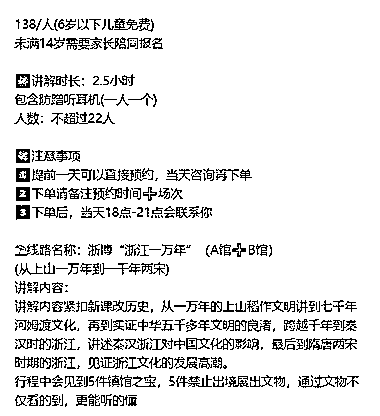 138/人(6岁以下儿童免费)
未满14岁需要家长陪同报名
讲解时长：2.5小时
包含防蹭听耳机(一人一个)
人数：不超过22人
注意事项
1提前一天可以直接预约，当天咨询再下单
2下单请备注预约时间➕场次
3下单后，当天18点-21点会联系你
全线路名称：浙博“浙江一万年” (A馆➕B馆)
(从上山一万年到一千年两宋)
讲解内容：
讲解内容紧扣新课改历史，从一万年的上山稻作文明讲到七千年
河姆渡文化，再到实证中华五千多年文明的良渚，跨越千年到秦
汉时的浙江，讲述秦汉浙江对中国文化的影响，最后到隋唐两宋
时期的浙江，见证浙江文化的发展高潮。
行程中会见到5件镇馆之宝，5件禁止出境展出文物，通过文物不
仅看的到，更能听的懂